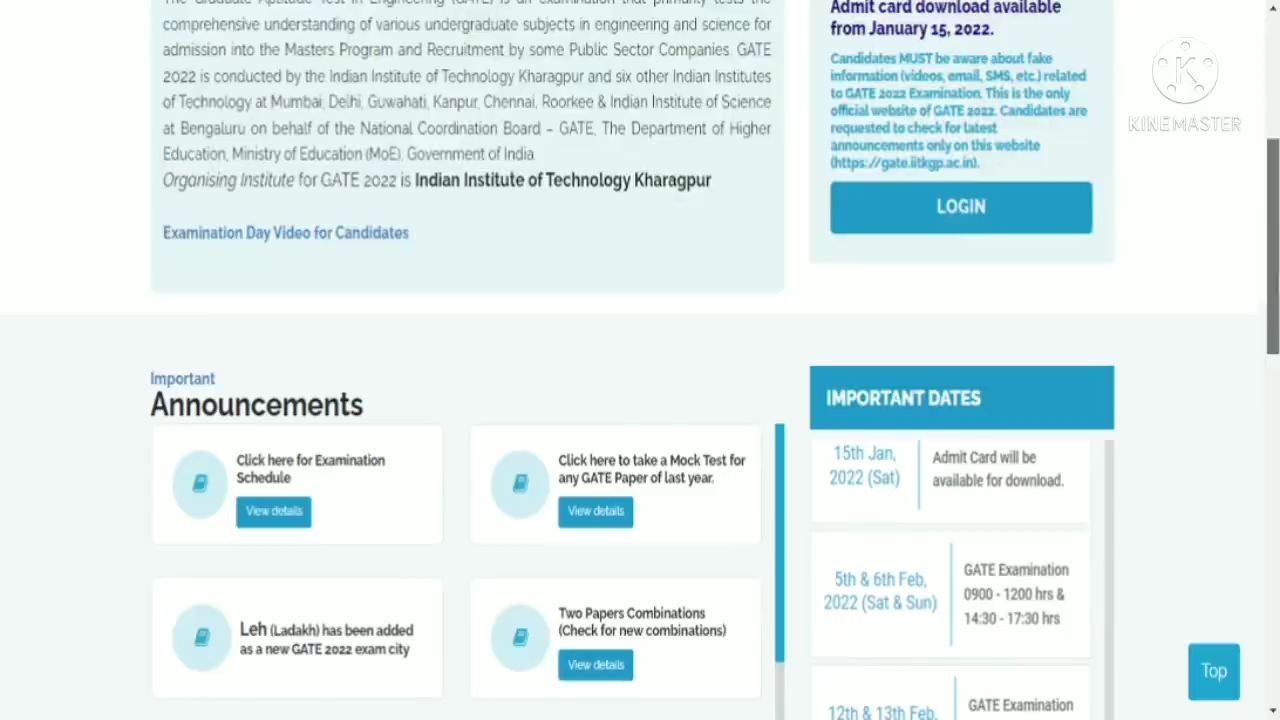 The Graduate Aptitude Test in Engineering (GATE) is an examination that primarily tests the
comprehensive understanding of various undergraduate subjects in engineering and science for
admission into the Masters Program and Recruitment by some Public Sector Companies. GATE
2022 is conducted by the Indian Institute of Technology Kharagpur and six other Indian Institutes
of Technology at Mumbai, Delhi, Guwahati, Kanpur, Chennai, Roorkee & Indian Institute of Science
at Bengaluru on behalf of the National Coordination Board – GATE, The Department of Higher
Education, Ministry of Education (MoE), Government of India.
Organising Institute for GATE 2022 is Indian Institute of Technology Kharagpur
Examination Day Video for Candidates
Admit card download available
from January 15, 2022.
Candidates MUST be aware about fake
information (videos, email, SMS, etc.) related
to GATE 2022 Examination. This is the only
official website of GATE 2022. Candidates are
requested to check for latest
announcements only on this website
(https://gate.iitkgp.ac.in).
LOGIN
KINEMASTER
Important
Announcements
Click here for Examination
Schedule
View details
Click here to take a Mock Test for
any GATE Paper of last year.
View details
Leh (Ladakh) has been added
as a new GATE 2022 exam city
Two Papers Combinations
(Check for new combinations)
View details
IMPORTANT DATES
15th Jan,
2022 (Sat)
Admit Card will be
available for download.
5th & 6th Feb,
2022 (Sat & Sun)
GATE Examination
0900 - 1200 hrs &
14:30 - 17:30 hrs
12th & 13th Feb,
GATE Examination
Top